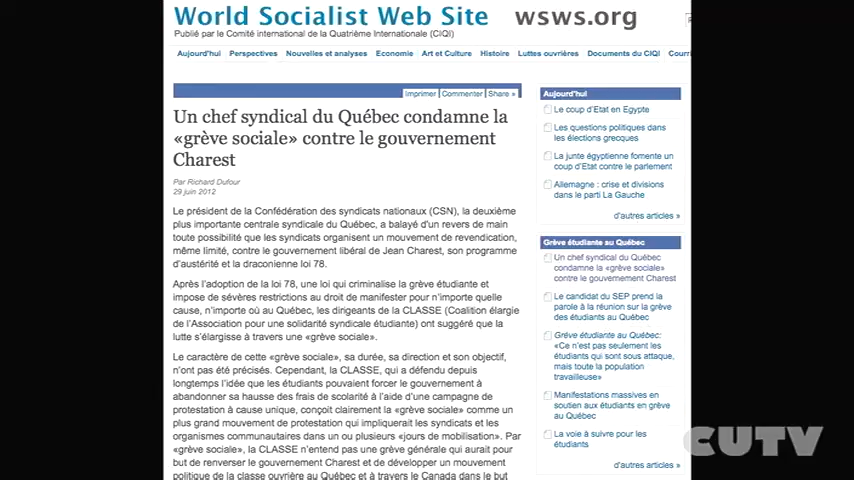 World Socialist Web Site wsws.org
Publié par le Comité international de la Quatrième Internationale (CIQI)
Aujourd'hui Perspectives Nouvelles et analyses Economie Art et Culture Histoire Luttes ouvrières Documents du CIQI Courri
Imprimer Commenter Share »
Un chef syndical du Québec condamne la
«grève sociale» contre le gouvernement
Charest
Par Richard Dufour
29 juin 2012
Le président de la Confédération des syndicats nationaux (CSN), la deuxième
plus importante centrale syndicale du Québec, a balayé d'un revers de main
toute possibilité que les syndicats organisent un mouvement de revendication,
même limité, contre le gouvernement libéral de Jean Charest, son programme
d'austérité et la draconienne loi 78.
Après l'adoption de la loi 78, une loi qui criminalise la grève étudiante et
impose de sévères restrictions au droit de manifester pour n'importe quelle
cause, n'importe où au Québec, les dirigeants de la CLASSE (Coalition élargie
de l'Association pour une solidarité syndicale étudiante) ont suggéré que la
lutte s'élargisse à travers une «grève sociale».
Le caractère de cette «grève sociale», sa durée, sa direction et son objectif,
n'ont pas été précisés. Cependant, la CLASSE, qui a défendu depuis
longtemps l'idée que les étudiants pouvaient forcer le gouvernement à
abandonner sa hausse des frais de scolarité à l'aide d'une campagne de
protestation à cause unique, conçoit clairement la «grève sociale» comme un
plus grand mouvement de protestation qui impliquerait les syndicats et les
organismes communautaires dans un ou plusieurs «jours de mobilisation». Par
«grève sociale», la CLASSE n'entend pas une grève générale qui aurait pour
but de renverser le gouvernement Charest et de développer un mouvement
politique de la classe ouvrière au Québec et à travers le Canada dans le but
Aujourd'hui
Le coup d'Etat en Egypte
Les questions politiques dans
les élections grecques
La junte égyptienne fomente un
coup d'Etat contre le parlement
Allemagne : crise et divisions
dans le parti La Gauche
d'autres articles »
Grève étudiante au Québec
Un chef syndical du Québec
condamne la «grève sociale»
contre le gouvernement Charest
Le candidat du SEP prend la
parole à la réunion sur la grève
des étudiants au Québec
Grève étudiante au Québec:
«Ce n'est pas seulement les
étudiants qui sont sous attaque,
mais toute la population
travailleuse»
Manifestations massives en
soutien aux étudiants en grève
au Québec
La voie à suivre pour les
étudiants
d'autres articles »
CUTV